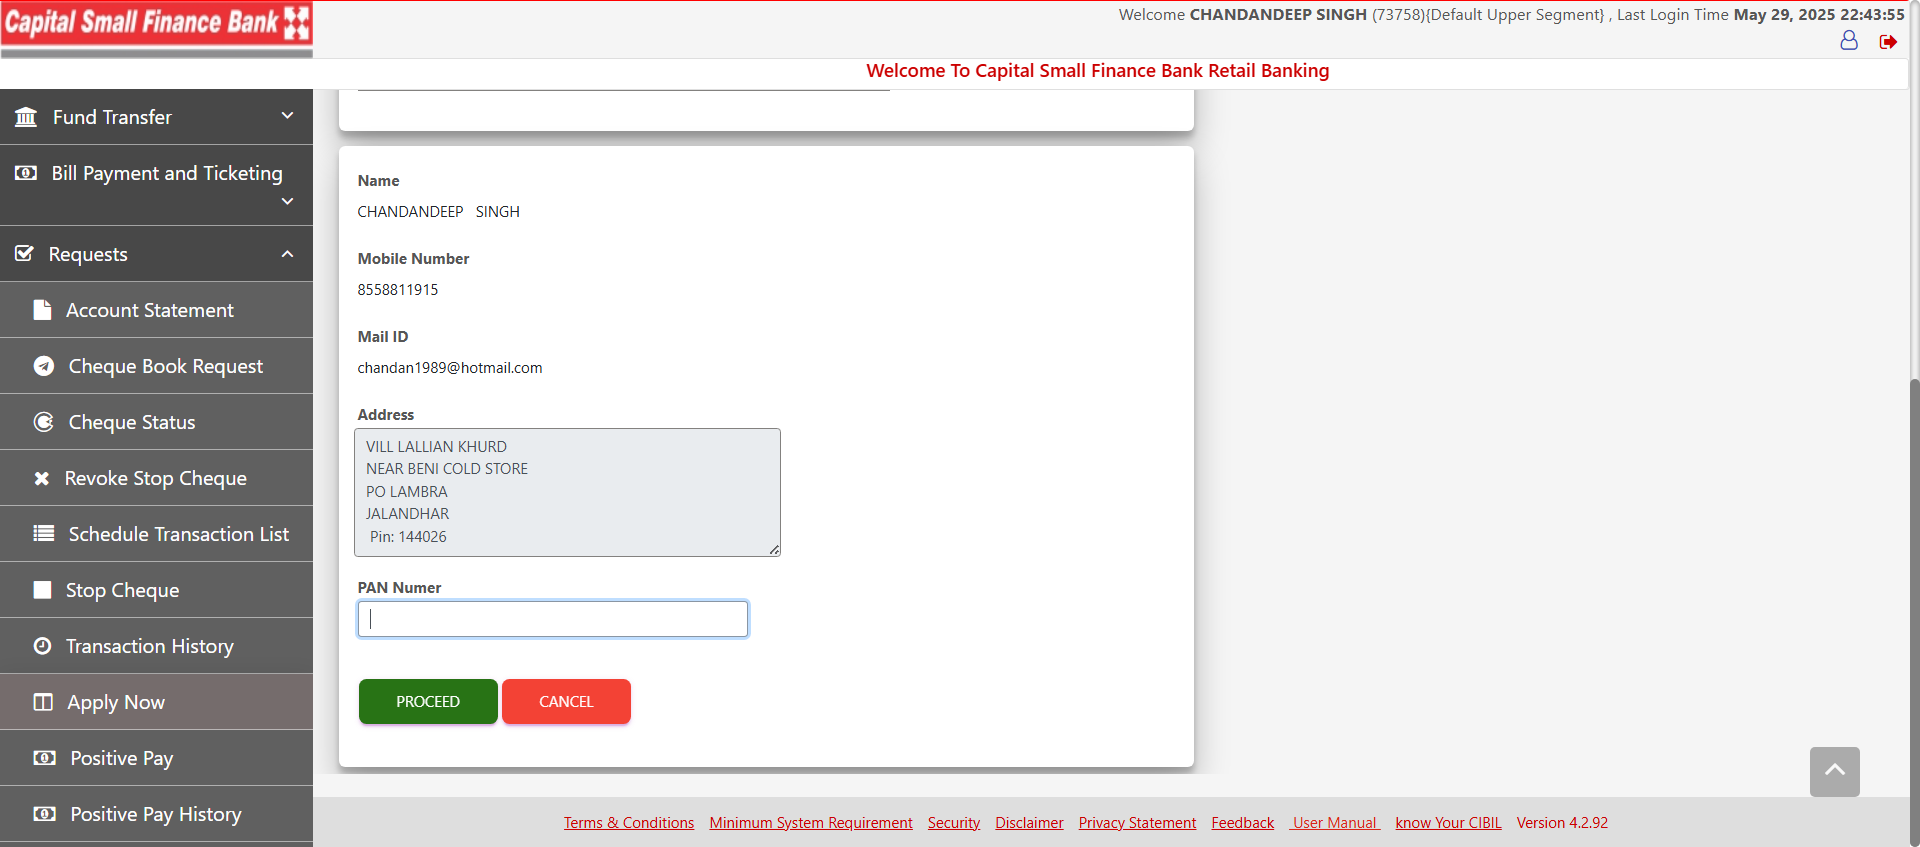 Capital Small Finance Bank
Welcome CHANDANDEEP SINGH (73758){Default Upper Segment} , Last Login Time May 29, 2025 22:43:55
Welcome To Capital Small Finance Bank Retail Banking
Fund Transfer
Bill Payment and Ticketing
Requests
Account Statement
Cheque Book Request
Cheque Status
Revoke Stop Cheque
Schedule Transaction List
Stop Cheque
Transaction History
Apply Now
Positive Pay
Positive Pay History
Name
CHANDANDEEP SINGH
Mobile Number
8558811915
Mail ID
chandan1989@hotmail.com
Address
VILL LALLIAN KHURD
NEAR BENI COLD STORE
PO LAMBRA
JALANDHAR
Pin: 144026
PAN Numer
PROCEED CANCEL
Terms & Conditions Minimum System Requirement Security Disclaimer Privacy Statement Feedback User Manual know Your CIBIL Version 4.2.92